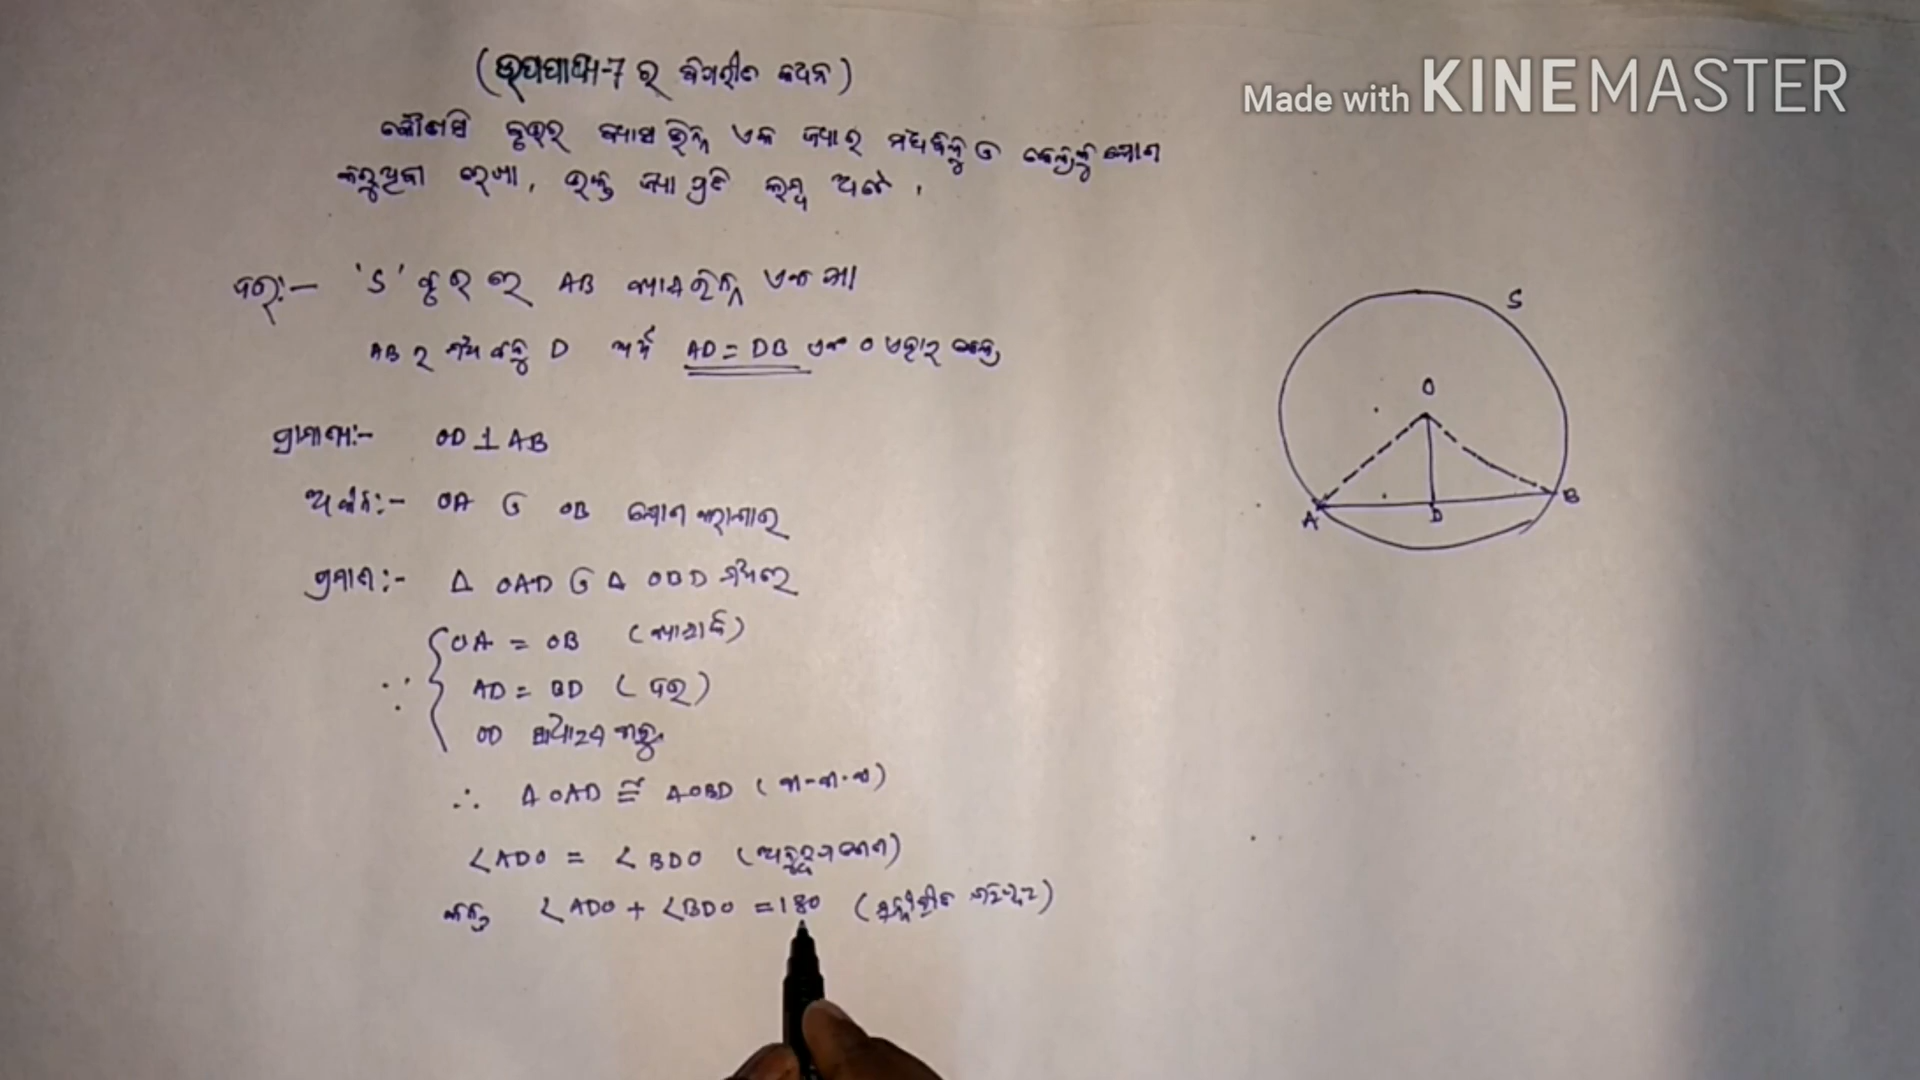 (ଉପପାଦ୍ୟ-7 ର ବିପରୀତ କଥନ)
Made with KINEMASTER
କୌଣସି ବୃତ୍ତର ବ୍ୟାସ ଭିନ୍ନ ଏକ ଜ୍ୟାର ମଧ୍ୟବିନ୍ଦୁ ଓ କେନ୍ଦ୍ରକୁ ଯୋଗ
କରୁଥିବା ରେଖା, ଉକ୍ତ ଜ୍ୟା ପ୍ରତି ଲମ୍ବ ଅଟେ ।
ଦତ୍ତ:- 'S' ବୃତ୍ତରେ AB ବ୍ୟାସଭିନ୍ନ ଏକ ଜ୍ୟା
AB ର ମଧ୍ୟବିନ୍ଦୁ D ଅର୍ଥାତ୍ AD = DB ଏବଂ O ଏହାର କେନ୍ଦ୍ର
ପ୍ରାମାଣ୍ୟ:- OD ⊥ AB
ଅଙ୍କନ:- OA ଓ OB ଯୋଗ କରାଯାଉ
ପ୍ରମାଣ:- Δ OAD ଓ Δ OBD ମଧ୍ୟରେ
∵ { OA = OB (ବ୍ୟାସାର୍ଦ୍ଧ)
AD = BD (ଦତ୍ତ)
OD ସାଧାରଣ ବାହୁ
∴ Δ OAD ≅ Δ OBD (ବା-ବା-ବା)
∠ADO = ∠BDO (ଅନୁରୂପ କୋଣ)
କିନ୍ତୁ ∠ADO + ∠BDO = 180
S
O
A
D
B